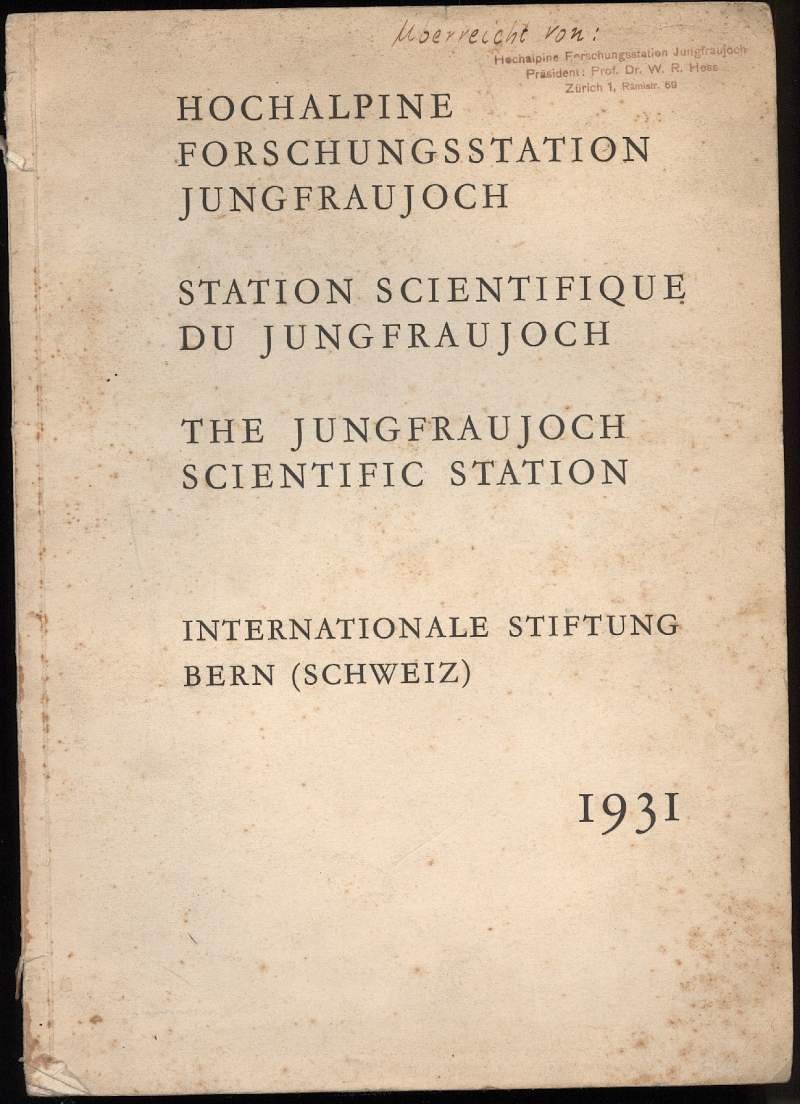 Überreicht von:
Hochalpine Forschungsstation Jungfraujoch
Präsident: Prof. Dr. W. R. Hess
Zürich 1, Rämistr. 69
HOCHALPINE
FORSCHUNGSSTATION
JUNGFRAUJOCH
STATION SCIENTIFIQUE
DU JUNGFRAUJOCH
THE JUNGFRAUJOCH
SCIENTIFIC STATION
INTERNATIONALE STIFTUNG
BERN (SCHWEIZ)
1931